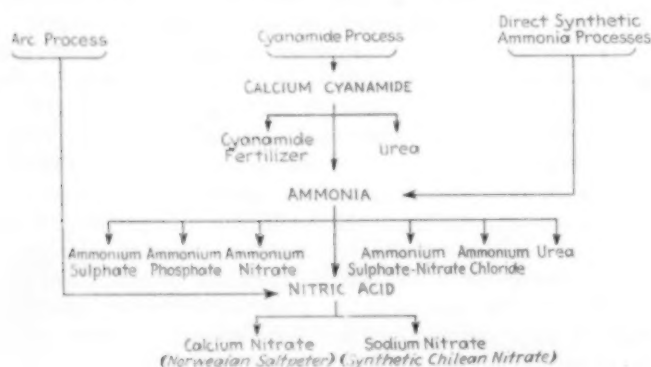 Arc Process
Cyanamide Process
Direct Synthetic
Ammonia Processes
CALCIUM CYANAMIDE
Cyanamide
Fertilizer
Urea
AMMONIA
Ammonium
Sulphate
Ammonium
Phosphate
Ammonium
Nitrate
Ammonium
Sulphate-Nitrate
Ammonium
Chloride
Urea
NITRIC ACID
Calcium Nitrate
(Norwegian Saltpeter)
Sodium Nitrate
(Synthetic Chilean Nitrate)